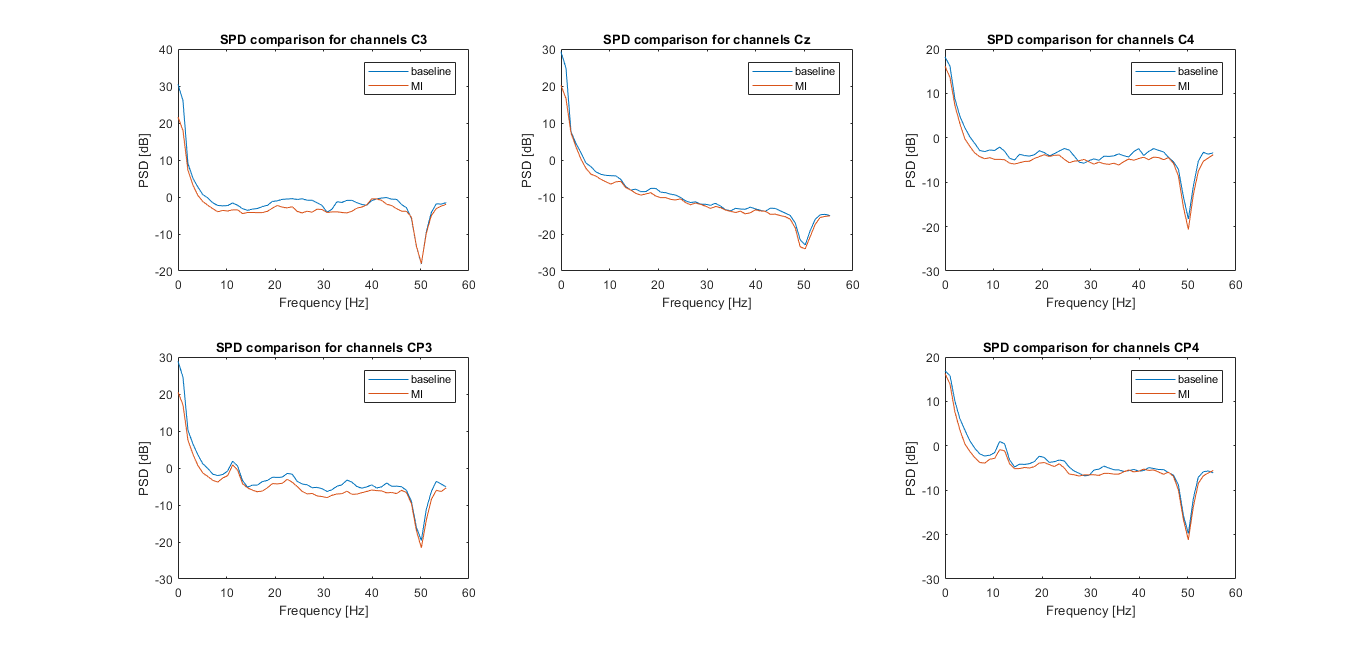 SPD comparison for channels C3
40
30
20
10
0
-10
-20
PSD [dB]
baseline
MI
0 10 20 30 40 50 60
Frequency [Hz]
SPD comparison for channels Cz
30
20
10
0
-10
-20
-30
PSD [dB]
baseline
MI
0 10 20 30 40 50 60
Frequency [Hz]
SPD comparison for channels C4
20
10
0
-10
-20
-30
PSD [dB]
baseline
MI
0 10 20 30 40 50 60
Frequency [Hz]
SPD comparison for channels CP3
30
20
10
0
-10
-20
-30
PSD [dB]
baseline
MI
0 10 20 30 40 50 60
Frequency [Hz]
SPD comparison for channels CP4
20
10
0
-10
-20
-30
PSD [dB]
baseline
MI
0 10 20 30 40 50 60
Frequency [Hz]